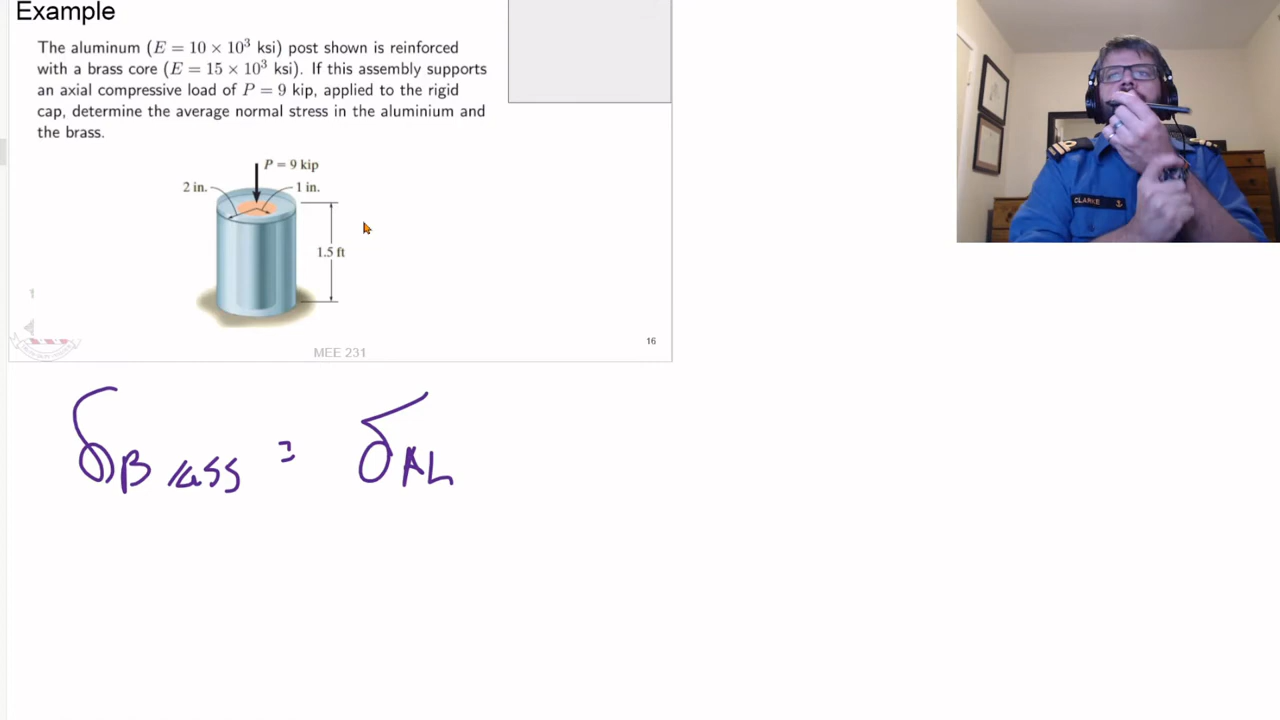 Example
The aluminum (E = 10 × 10³ ksi) post shown is reinforced
with a brass core (E = 15 × 10³ ksi). If this assembly supports
an axial compressive load of P = 9 kip, applied to the rigid
cap, determine the average normal stress in the aluminium and
the brass.
P = 9 kip
2 in.
1 in.
1.5 ft
16
MEE 231
CLARKE
δBrass = δAL